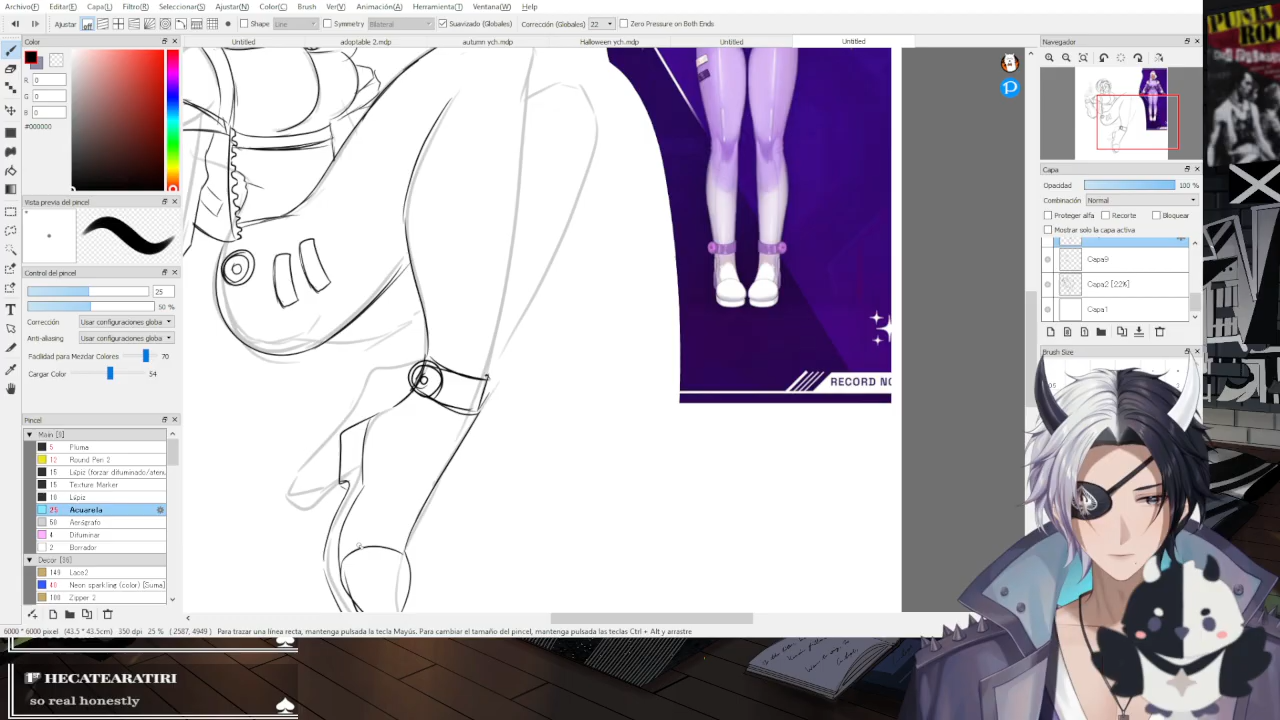 Archivo(F) Editar(E) Capa(L) Filtro(R) Seleccionar(S) Ajustar(N) Color(C) Brush Ver(V) Animación(A) Herramienta(T) Ventana(W) Help
Ajustar off Shape Line Symmetry Bilateral Suavizado (Globales) Corrección (Globales) 22 Zero Pressure on Both Ends
Untitled adoptable 2.mdp autumn ych.mdp Halloween ych.mdp Untitled Untitled
Color
R 0
G 0
B 0
#000000
Vista previa del pincel
Control del pincel
25
50 %
Corrección Usar configuraciones globa
Anti-aliasing Usar configuraciones globa
Facilidad para Mezclar Colores 70
Cargar Color 54
Pincel
Main [9]
5 Pluma
12 Round Pen 2
15 Lápiz (forzar difuminado/atenu
15 Texture Marker
10 Lápiz
25 Acuarela
50 Aerógrafo
4 Difuminar
2 Borrador
Decor [36]
149 Lace2
40 Neon sparkling (color) [Suma]
100 Zipper 2
RECORD NO
Navegador
Capa
Opacidad 100 %
Combinación Normal
Proteger alfa Recorte Bloquear
Mostrar solo la capa activa
Capa9
Capa2 [22%]
Capa1
Brush Size
6000 * 6000 pixel (43.5 * 43.5cm) 350 dpi 25 % ( 2587, 4949 ) Para trazar una línea recta, mantenga pulsada la tecla Mayús. Para cambiar el tamaño del pincel, mantenga pulsadas las teclas Ctrl + Alt y arrastre
HECATEARATIRI
so real honestly